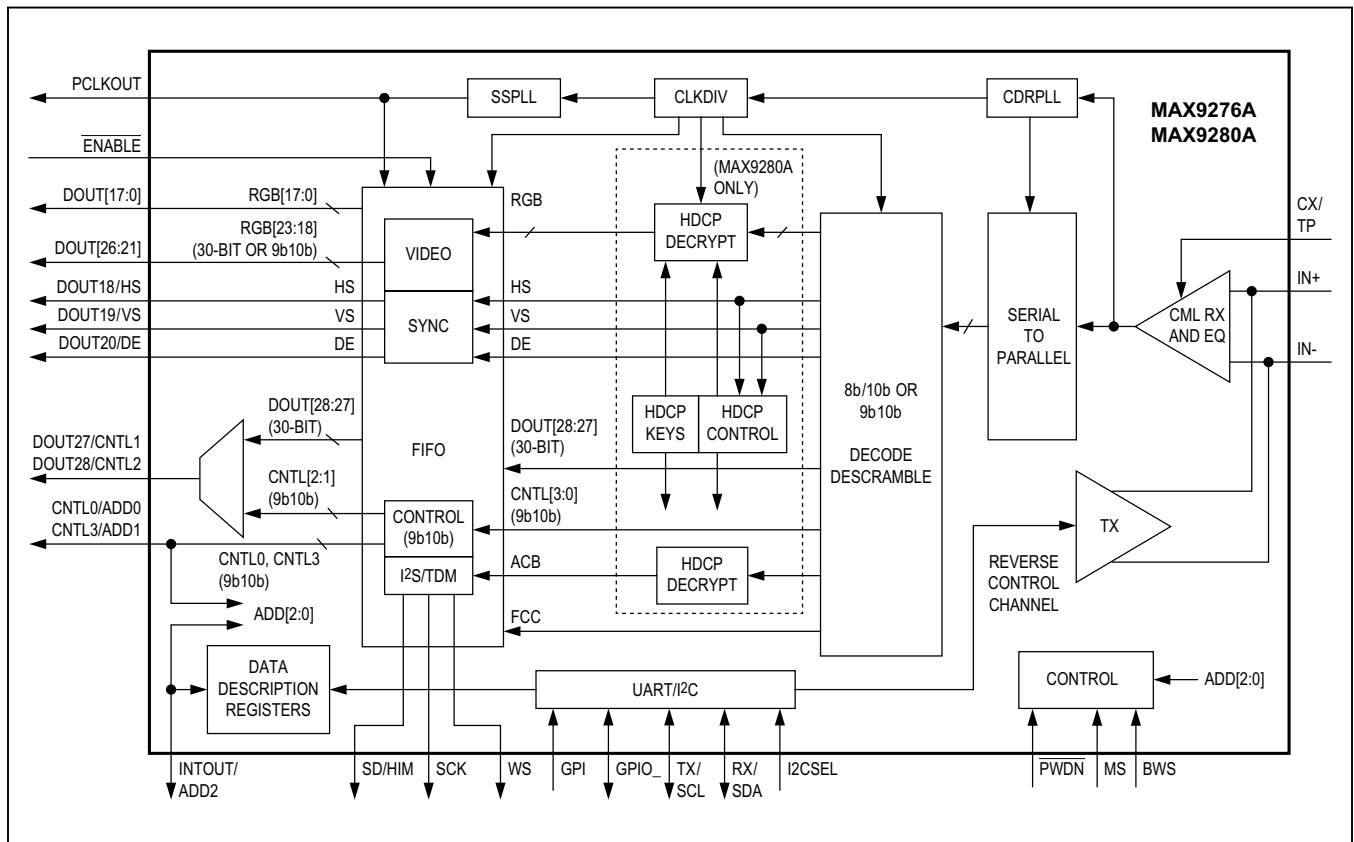 PCLKOUT
SSPLL
CLKDIV
CDRPLL
MAX9276A
MAX9280A
ENABLE
(MAX9280A
ONLY)
DOUT[17:0]
RGB[17:0]
RGB
HDCP
DECRYPT
CX/
TP
RGB[23:18]
(30-BIT OR 9b10b)
DOUT[26:21]
VIDEO
DOUT18/HS
HS
HS
IN+
DOUT19/VS
VS
SYNC
VS
SERIAL
TO
PARALLEL
CML RX
AND EQ
DOUT20/DE
DE
DE
IN-
8b/10b OR
9b10b
DECODE
DESCRAMBLE
DOUT[28:27]
(30-BIT)
HDCP
KEYS
HDCP
CONTROL
DOUT27/CNTL1
DOUT28/CNTL2
FIFO
DOUT[28:27]
(30-BIT)
CNTL[2:1]
(9b10b)
CNTL[3:0]
(9b10b)
CNTL0/ADD0
CNTL3/ADD1
CONTROL
(9b10b)
TX
CNTL0, CNTL3
(9b10b)
I2S/TDM
ACB
HDCP
DECRYPT
REVERSE
CONTROL
CHANNEL
ADD[2:0]
FCC
DATA
DESCRIPTION
REGISTERS
UART/I2C
CONTROL
ADD[2:0]
INTOUT/
ADD2
SD/HIM
SCK
WS
GPI
GPIO_
TX/
SCL
RX/
SDA
I2CSEL
PWDN
MS
BWS